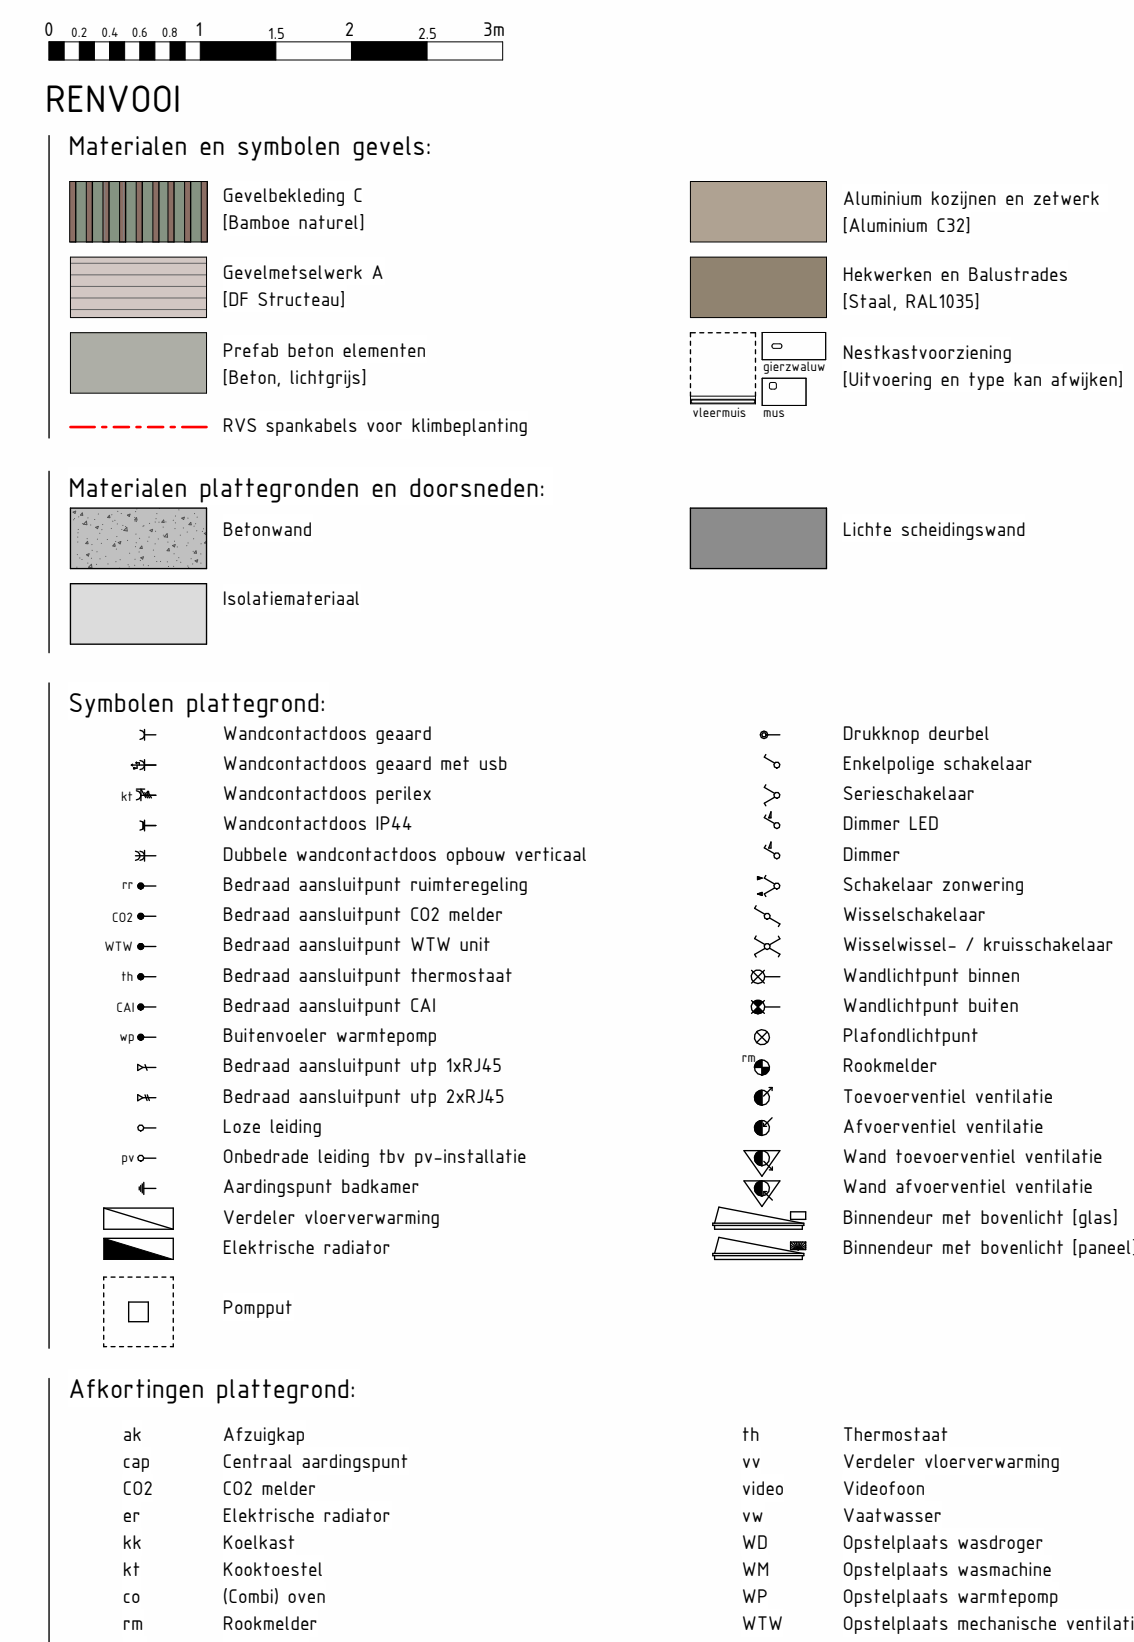 0 0.2 0.4 0.6 0.8 1 1.5 2 2.5 3m
RENVOOI
Materialen en symbolen gevels:
Gevelbekleding C
[Bamboe naturel]
Gevelmetselwerk A
[DF Structeau]
Prefab beton elementen
[Beton, lichtgrijs]
RVS spankabels voor klimbeplanting
Aluminium kozijnen en zetwerk
[Aluminium C32]
Hekwerken en Balustrades
[Staal, RAL1035]
gierzwaluw
vleermuis mus
Nestkastvoorziening
[Uitvoering en type kan afwijken]
Materialen plattegronden en doorsneden:
Betonwand
Isolatiemateriaal
Lichte scheidingswand
Symbolen plattegrond:
Wandcontactdoos geaard
Wandcontactdoos geaard met usb
kt Wandcontactdoos perilex
Wandcontactdoos IP44
Dubbele wandcontactdoos opbouw verticaal
rr Bedraad aansluitpunt ruimteregeling
CO2 Bedraad aansluitpunt CO2 melder
WTW Bedraad aansluitpunt WTW unit
th Bedraad aansluitpunt thermostaat
CAI Bedraad aansluitpunt CAI
wp Buitenvoeler warmtepomp
Bedraad aansluitpunt utp 1xRJ45
Bedraad aansluitpunt utp 2xRJ45
Loze leiding
pv Onbedrade leiding tbv pv-installatie
Aardingspunt badkamer
Verdeler vloerverwarming
Elektrische radiator
Pompput
Drukknop deurbel
Enkelpolige schakelaar
Serieschakelaar
Dimmer LED
Dimmer
Schakelaar zonwering
Wisselschakelaar
Wisselwissel- / kruisschakelaar
Wandlichtpunt binnen
Wandlichtpunt buiten
Plafondlichtpunt
rm Rookmelder
Toevoerventiel ventilatie
Afvoerventiel ventilatie
Wand toevoerventiel ventilatie
Wand afvoerventiel ventilatie
Binnendeur met bovenlicht [glas]
Binnendeur met bovenlicht [paneel]
Afkortingen plattegrond:
ak Afzuigkap
cap Centraal aardingspunt
CO2 CO2 melder
er Elektrische radiator
kk Koelkast
kt Kooktoestel
co (Combi) oven
rm Rookmelder
th Thermostaat
vv Verdeler vloerverwarming
video Videofoon
vw Vaatwasser
WD Opstelplaats wasdroger
WM Opstelplaats wasmachine
WP Opstelplaats warmtepomp
WTW Opstelplaats mechanische ventilati